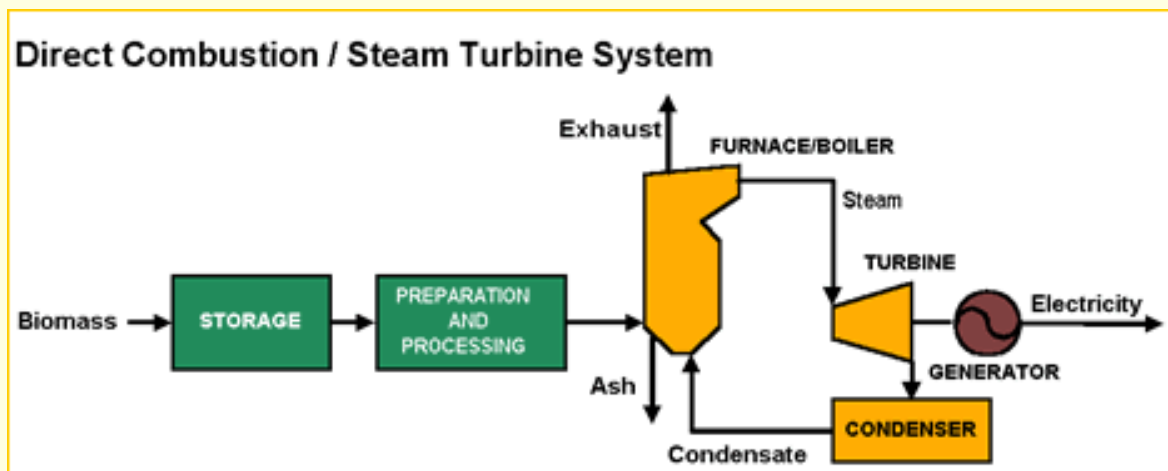 Direct Combustion / Steam Turbine System
Exhaust
FURNACE/BOILER
Steam
TURBINE
Biomass
STORAGE
PREPARATION
AND
PROCESSING
Electricity
GENERATOR
Ash
CONDENSER
Condensate